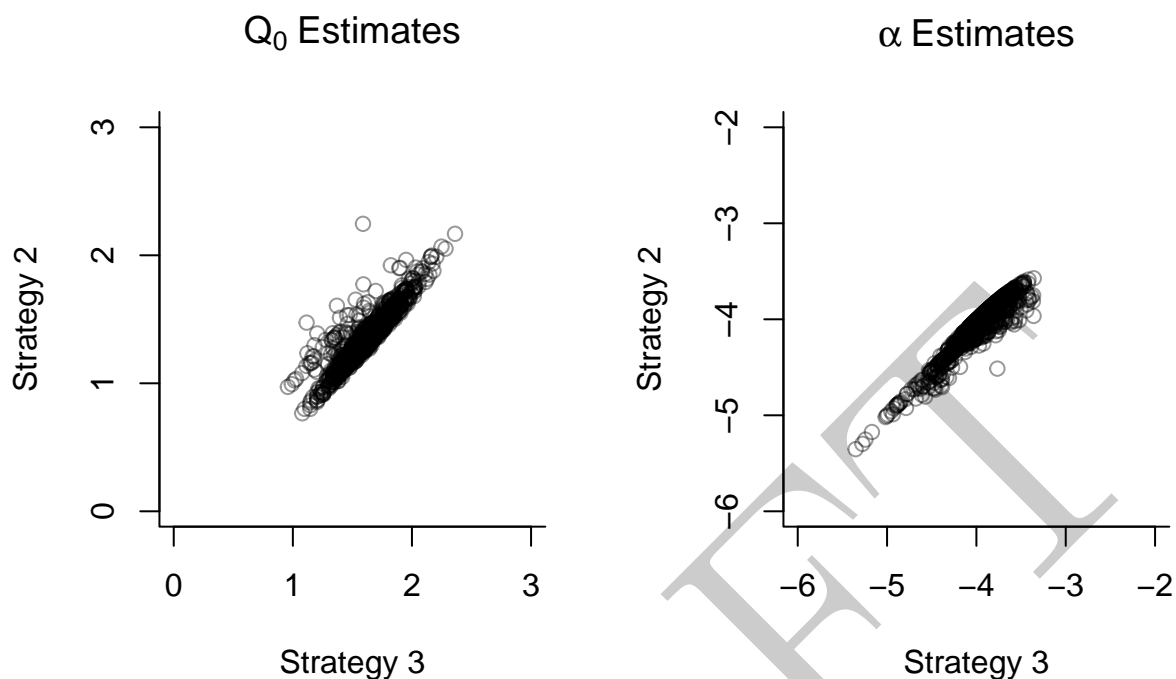 Q₀ Estimates
3
2
1
0
Strategy 2
0 1 2 3
Strategy 3
α Estimates
−2
−3
−4
−5
−6
Strategy 2
−6 −5 −4 −3 −2
Strategy 3
FT